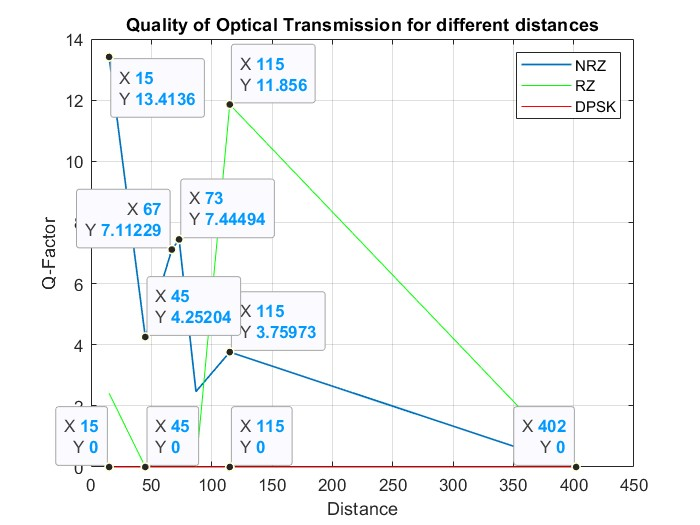 Quality of Optical Transmission for different distances
14
12
10
8
6
4
2
0
0
50
100
150
200
250
300
350
400
450
Q-Factor
Distance
NRZ
RZ
DPSK
X 15
Y 13.4136
X 115
Y 11.856
X 67
Y 7.11229
X 73
Y 7.44494
X 45
Y 4.25204
X 115
Y 3.75973
X 15
Y 0
X 45
Y 0
X 115
Y 0
X 402
Y 0